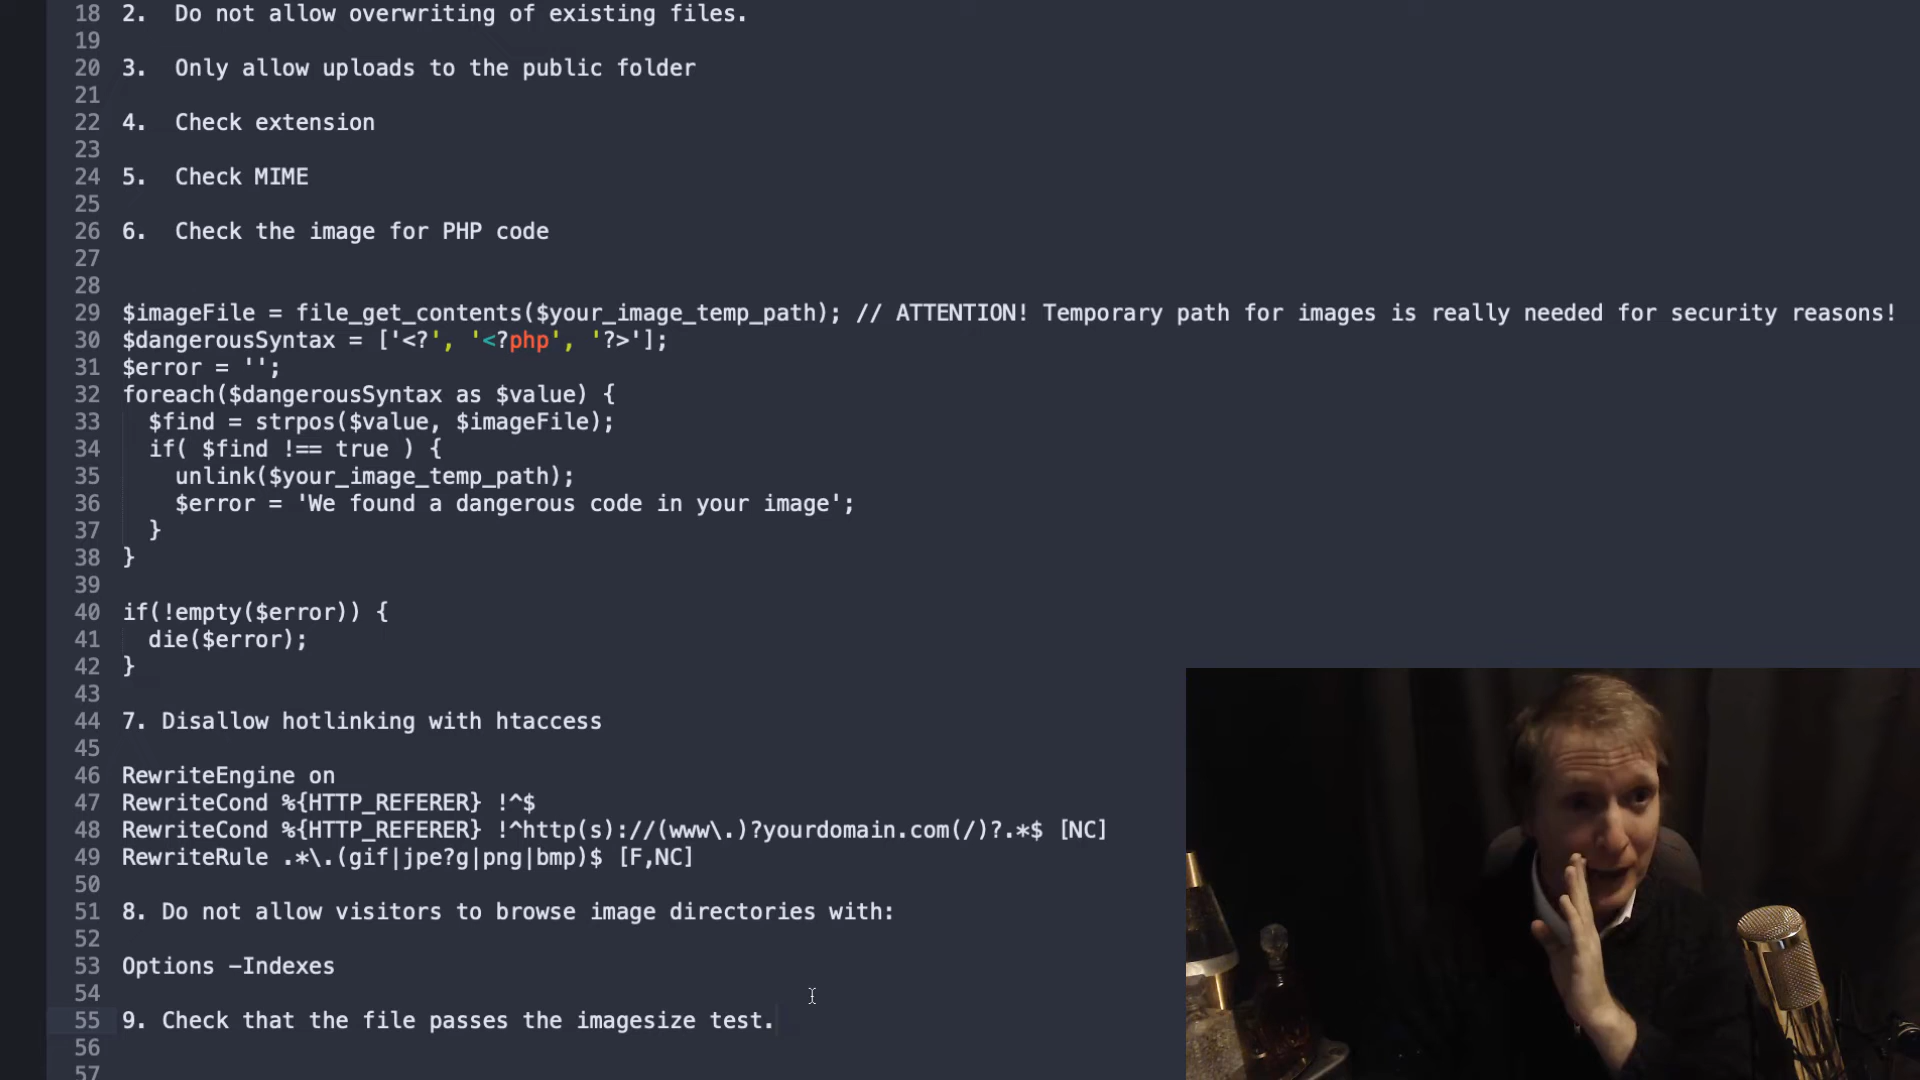 18 2.  Do not allow overwriting of existing files.
19
20 3.  Only allow uploads to the public folder
21
22 4.  Check extension
23
24 5.  Check MIME
25
26 6.  Check the image for PHP code
27
28
29 $imageFile = file_get_contents($your_image_temp_path); // ATTENTION! Temporary path for images is really needed for security reasons!
30 $dangerousSyntax = ['<?', '<?php', '?>'];
31 $error = '';
32 foreach($dangerousSyntax as $value) {
33   $find = strpos($value, $imageFile);
34   if( $find !== true ) {
35     unlink($your_image_temp_path);
36     $error = 'We found a dangerous code in your image';
37   }
38 }
39
40 if(!empty($error)) {
41   die($error);
42 }
43
44 7. Disallow hotlinking with htaccess
45
46 RewriteEngine on
47 RewriteCond %{HTTP_REFERER} !^$
48 RewriteCond %{HTTP_REFERER} !^http(s)://(www\.)?yourdomain.com(/)?.*$ [NC]
49 RewriteRule .*\.(gif|jpe?g|png|bmp)$ [F,NC]
50
51 8. Do not allow visitors to browse image directories with:
52
53 Options -Indexes
54
55 9. Check that the file passes the imagesize test.
56
57